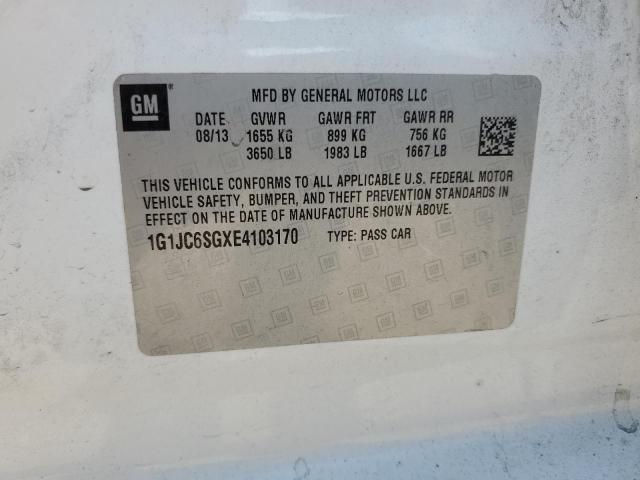 GM ® MFD BY GENERAL MOTORS LLC
DATE GVWR GAWR FRT GAWR RR
08/13 1655 KG 899 KG 756 KG
3650 LB 1983 LB 1667 LB
THIS VEHICLE CONFORMS TO ALL APPLICABLE U.S. FEDERAL MOTOR
VEHICLE SAFETY, BUMPER, AND THEFT PREVENTION STANDARDS IN
EFFECT ON THE DATE OF MANUFACTURE SHOWN ABOVE.
1G1JC6SGXE4103170 TYPE: PASS CAR